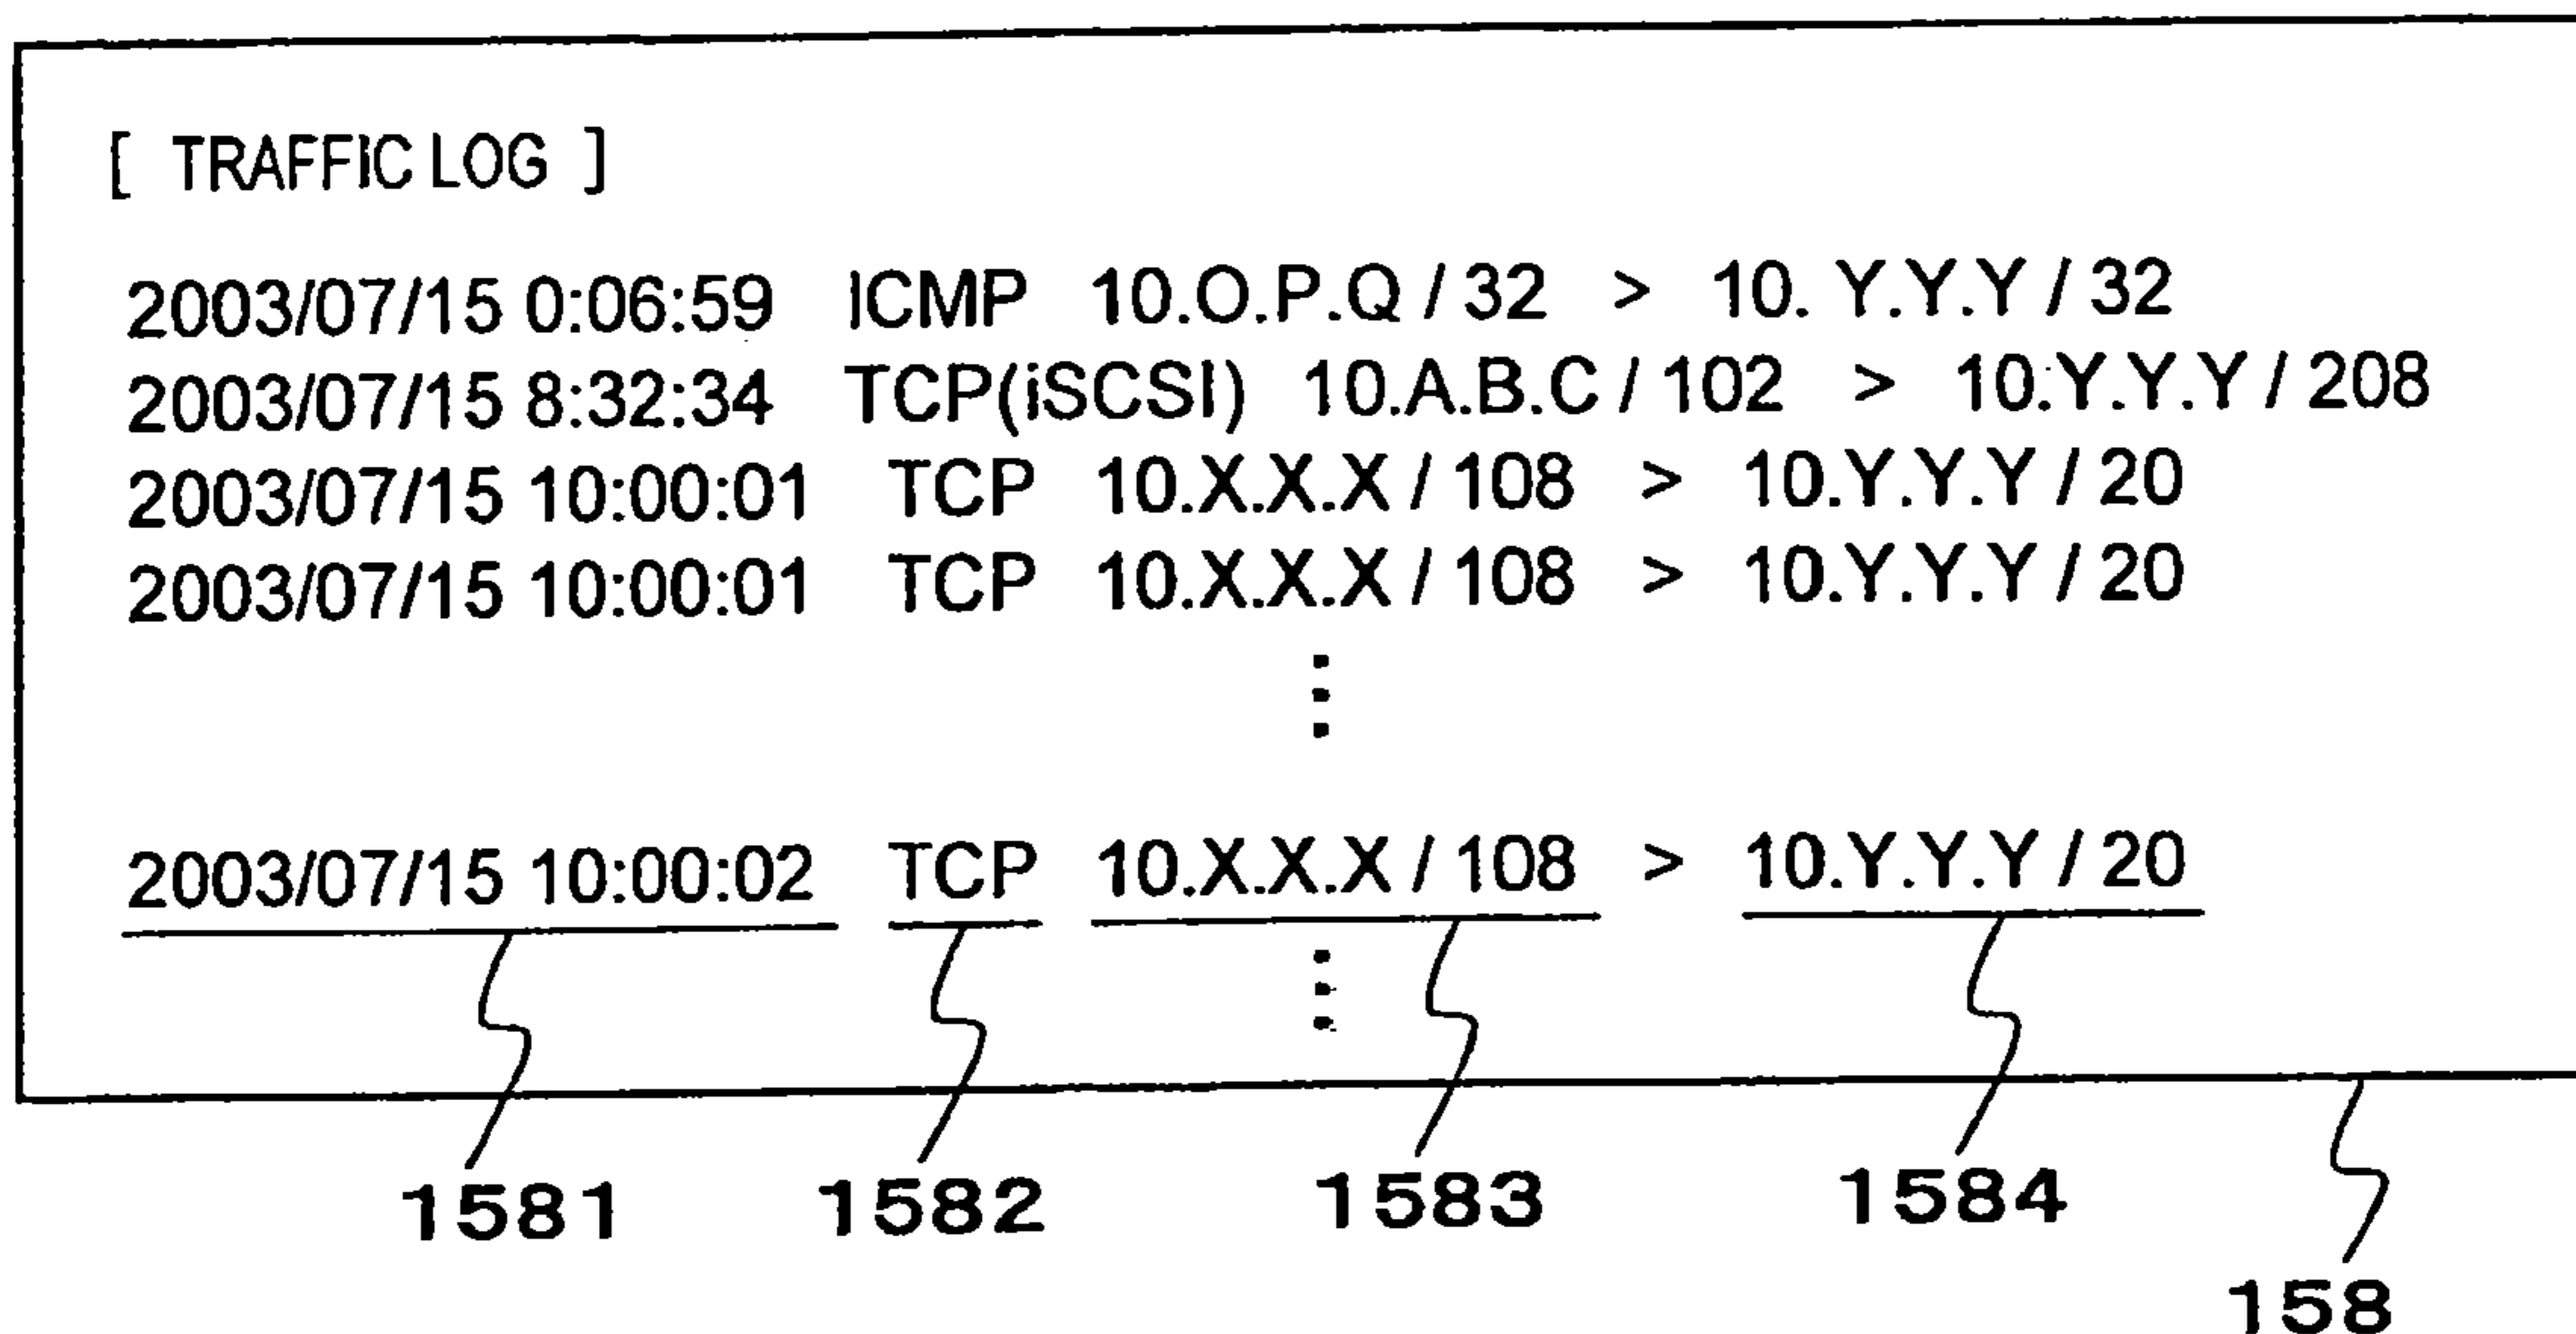 [ TRAFFIC LOG ]
2003/07/15 0:06:59 ICMP 10.O.P.Q / 32 > 10. Y.Y.Y / 32
2003/07/15 8:32:34 TCP(iSCSI) 10.A.B.C / 102 > 10.Y.Y.Y / 208
2003/07/15 10:00:01 TCP 10.X.X.X / 108 > 10.Y.Y.Y / 20
2003/07/15 10:00:01 TCP 10.X.X.X / 108 > 10.Y.Y.Y / 20
2003/07/15 10:00:02 TCP 10.X.X.X / 108 > 10.Y.Y.Y / 20
1581 1582 1583 1584
158